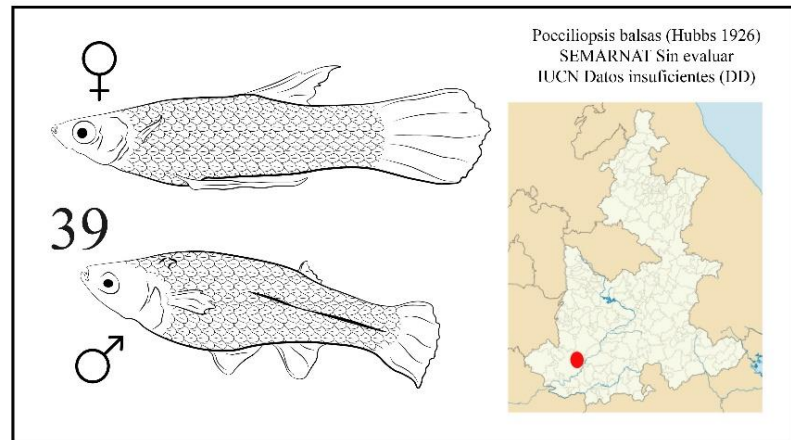 Poeciliopsis balsas (Hubbs 1926)
SEMARNAT Sin evaluar
IUCN Datos insuficientes (DD)
♀
39
♂